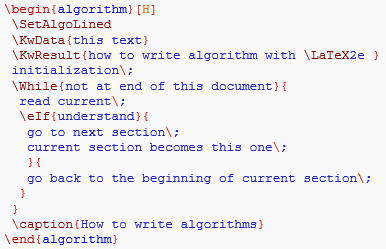 \begin{algorithm}[H]
 \SetAlgoLined
 \KwData{this text}
 \KwResult{how to write algorithm with \LaTeX2e }
 initialization\;
 \While{not at end of this document}{
  read current\;
  \eIf{understand}{
   go to next section\;
   current section becomes this one\;
   }{
   go back to the beginning of current section\;
  }
 }
 \caption{How to write algorithms}
\end{algorithm}